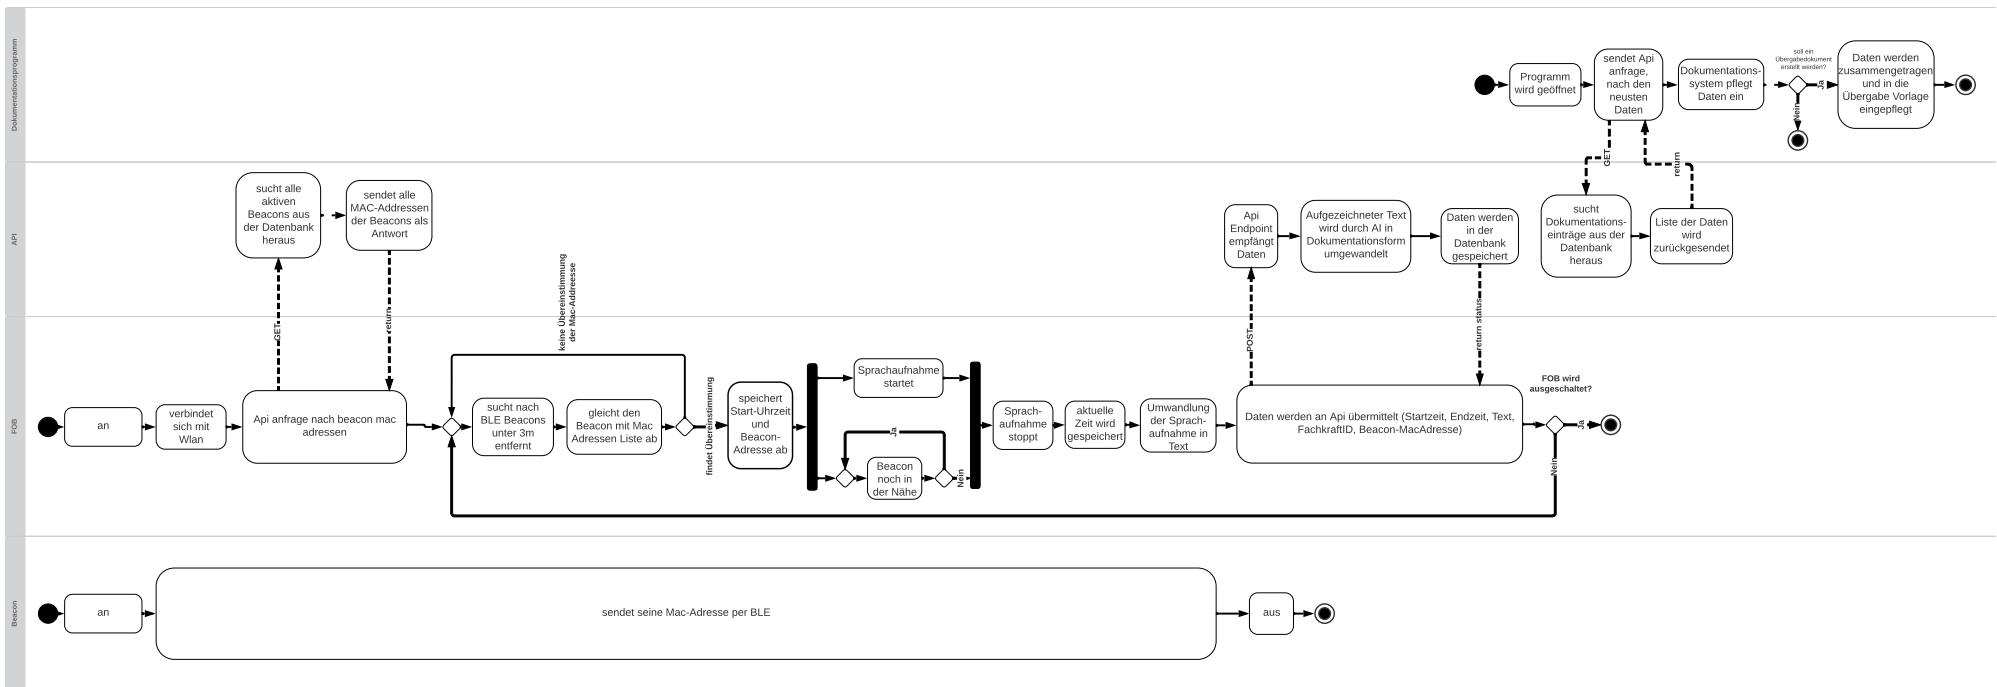 Dokumentationsprogramm
Programm
wird geöffnet
sendet Api
anfrage,
nach den
neusten
Daten
Dokumentations-
system pflegt
Daten ein
soll ein
Übergabedokument
erstellt werden?
Ja
Nein
Daten werden
zusammengetragen
und in die
Übergabe Vorlage
eingepflegt
GET
return
API
sucht alle
aktiven
Beacons aus
der Datenbank
heraus
sendet alle
MAC-Addressen
der Beacons als
Antwort
Api
Endpoint
empfängt
Daten
Aufgezeichneter Text
wird durch AI in
Dokumentationsform
umgewandelt
Daten werden
in der
Datenbank
gespeichert
sucht
Dokumentations-
einträge aus der
Datenbank
heraus
Liste der Daten
wird
zurückgesendet
GET
return
keine Übereinstimmung
der Mac-Addreesse
POST
return status
FOB
an
verbindet
sich mit
Wlan
Api anfrage nach beacon mac
adressen
sucht nach
BLE Beacons
unter 3m
entfernt
gleicht den
Beacon mit Mac
Adressen Liste ab
findet Übereinstimmung
speichert
Start-Uhrzeit
und
Beacon-
Adresse ab
Sprachaufnahme
startet
Ja
Beacon
noch in
der Nähe
Nein
Sprach-
aufnahme
stoppt
aktuelle
Zeit wird
gespeichert
Umwandlung
der Sprach-
aufnahme in
Text
Daten werden an Api übermittelt (Startzeit, Endzeit, Text,
FachkraftID, Beacon-MacAdresse)
FOB wird
ausgeschaltet?
Ja
Nein
Beacon
an
sendet seine Mac-Adresse per BLE
aus